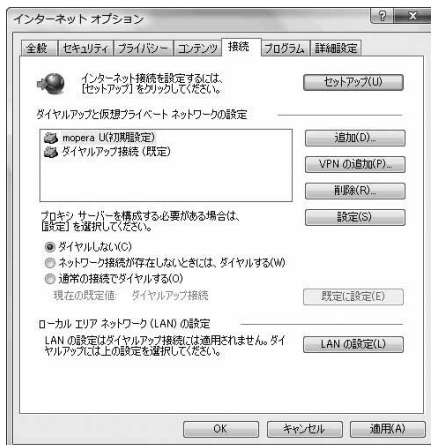 インターネット オプション
全般 セキュリティ プライバシー コンテンツ 接続 プログラム 詳細設定
インターネット接続を設定するには、
[セットアップ] をクリックしてください。
セットアップ(U)
ダイヤルアップと仮想プライベート ネットワークの設定
mopera U(初期設定)
ダイヤルアップ接続 (既定)
追加(D)...
VPN の追加(P)...
削除(R)...
プロキシ サーバーを構成する必要がある場合は、
[設定] を選択してください。
設定(S)
ダイヤルしない(C)
ネットワーク接続が存在しないときには、ダイヤルする(W)
通常の接続でダイヤルする(O)
現在の既定値: ダイヤルアップ接続
既定に設定(E)
ローカル エリア ネットワーク (LAN) の設定
LAN の設定はダイヤルアップ接続には適用されません。ダイ
ヤルアップには上の設定を選択してください。
LAN の設定(L)
OK キャンセル 適用(A)